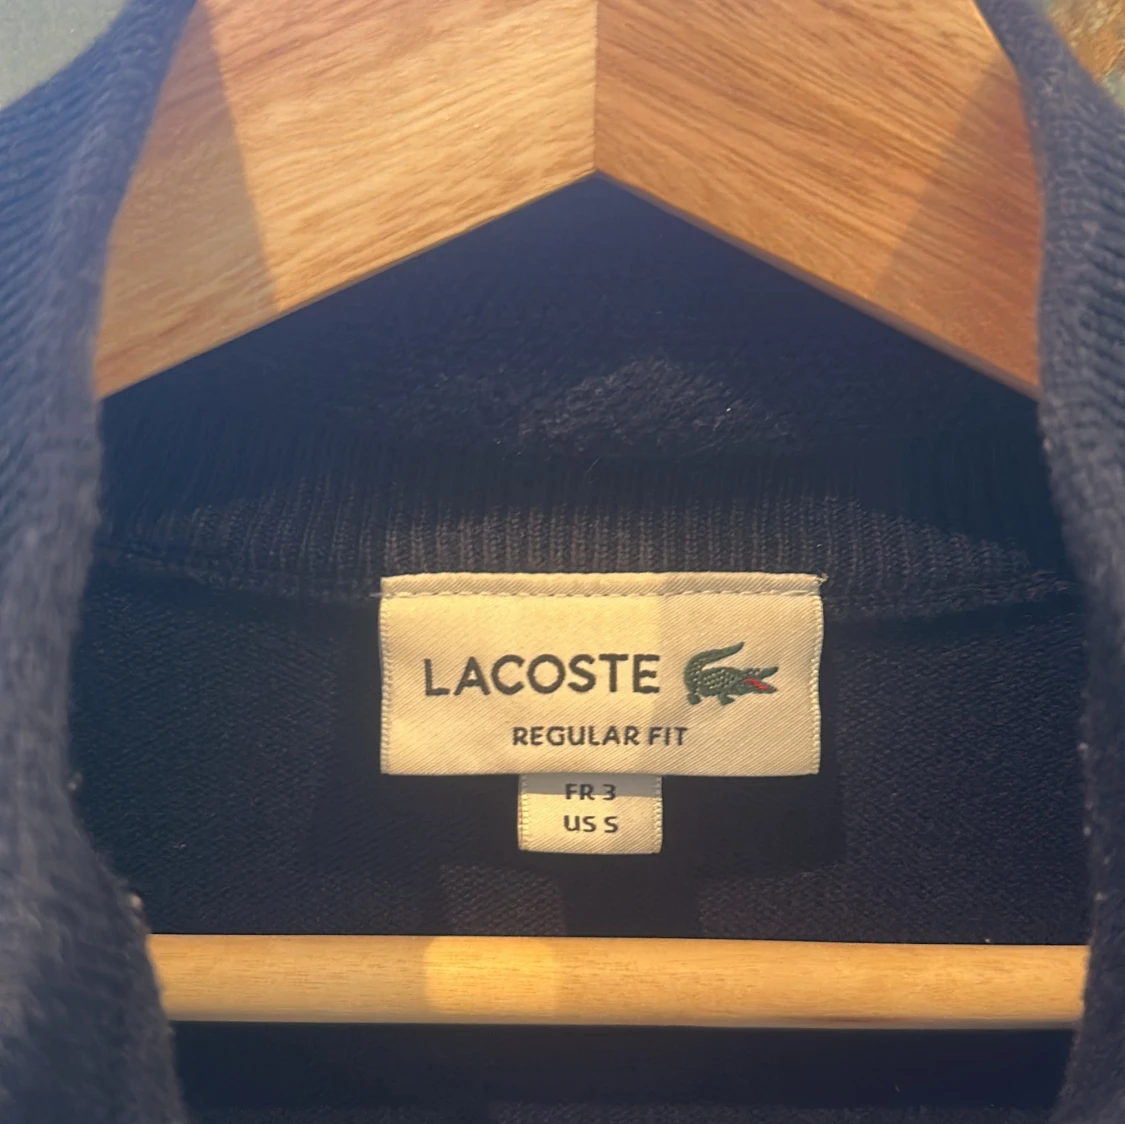 LACOSTE
REGULAR FIT
FR 3
US S